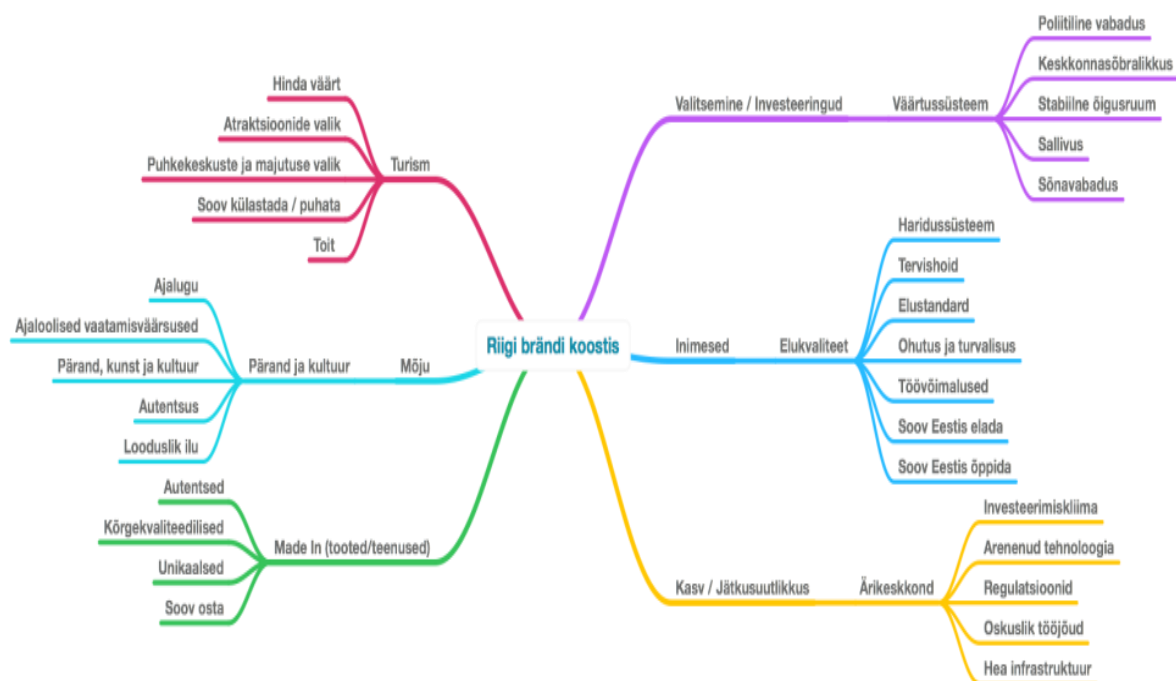 Riigi brändi koostis
Turism
Hinda väärt
Atraktsioonide valik
Puhkekeskuste ja majutuse valik
Soov külastada / puhata
Toit
Mõju
Pärand ja kultuur
Ajalugu
Ajaloolised vaatamisväärsused
Pärand, kunst ja kultuur
Autentsus
Looduslik ilu
Made In (tooted/teenused)
Autentsed
Kõrgekvaliteedilised
Unikaalsed
Soov osta
Valitsemine / Investeeringud
Väärtussüsteem
Poliitiline vabadus
Keskkonnasõbralikkus
Stabiilne õigusruum
Sallivus
Sõnavabadus
Inimesed
Elukvaliteet
Haridussüsteem
Tervishoid
Elustandard
Ohutus ja turvalisus
Töövõimalused
Soov Eestis elada
Soov Eestis õppida
Kasv / Jätkusuutlikkus
Ärikeskkond
Investeerimiskliima
Arenenud tehnoloogia
Regulatsioonid
Oskuslik tööjõud
Hea infrastruktuur